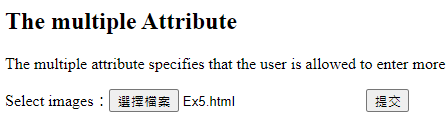 The multiple Attribute
The multiple attribute specifies that the user is allowed to enter more
Select images：選擇檔案 Ex5.html 提交